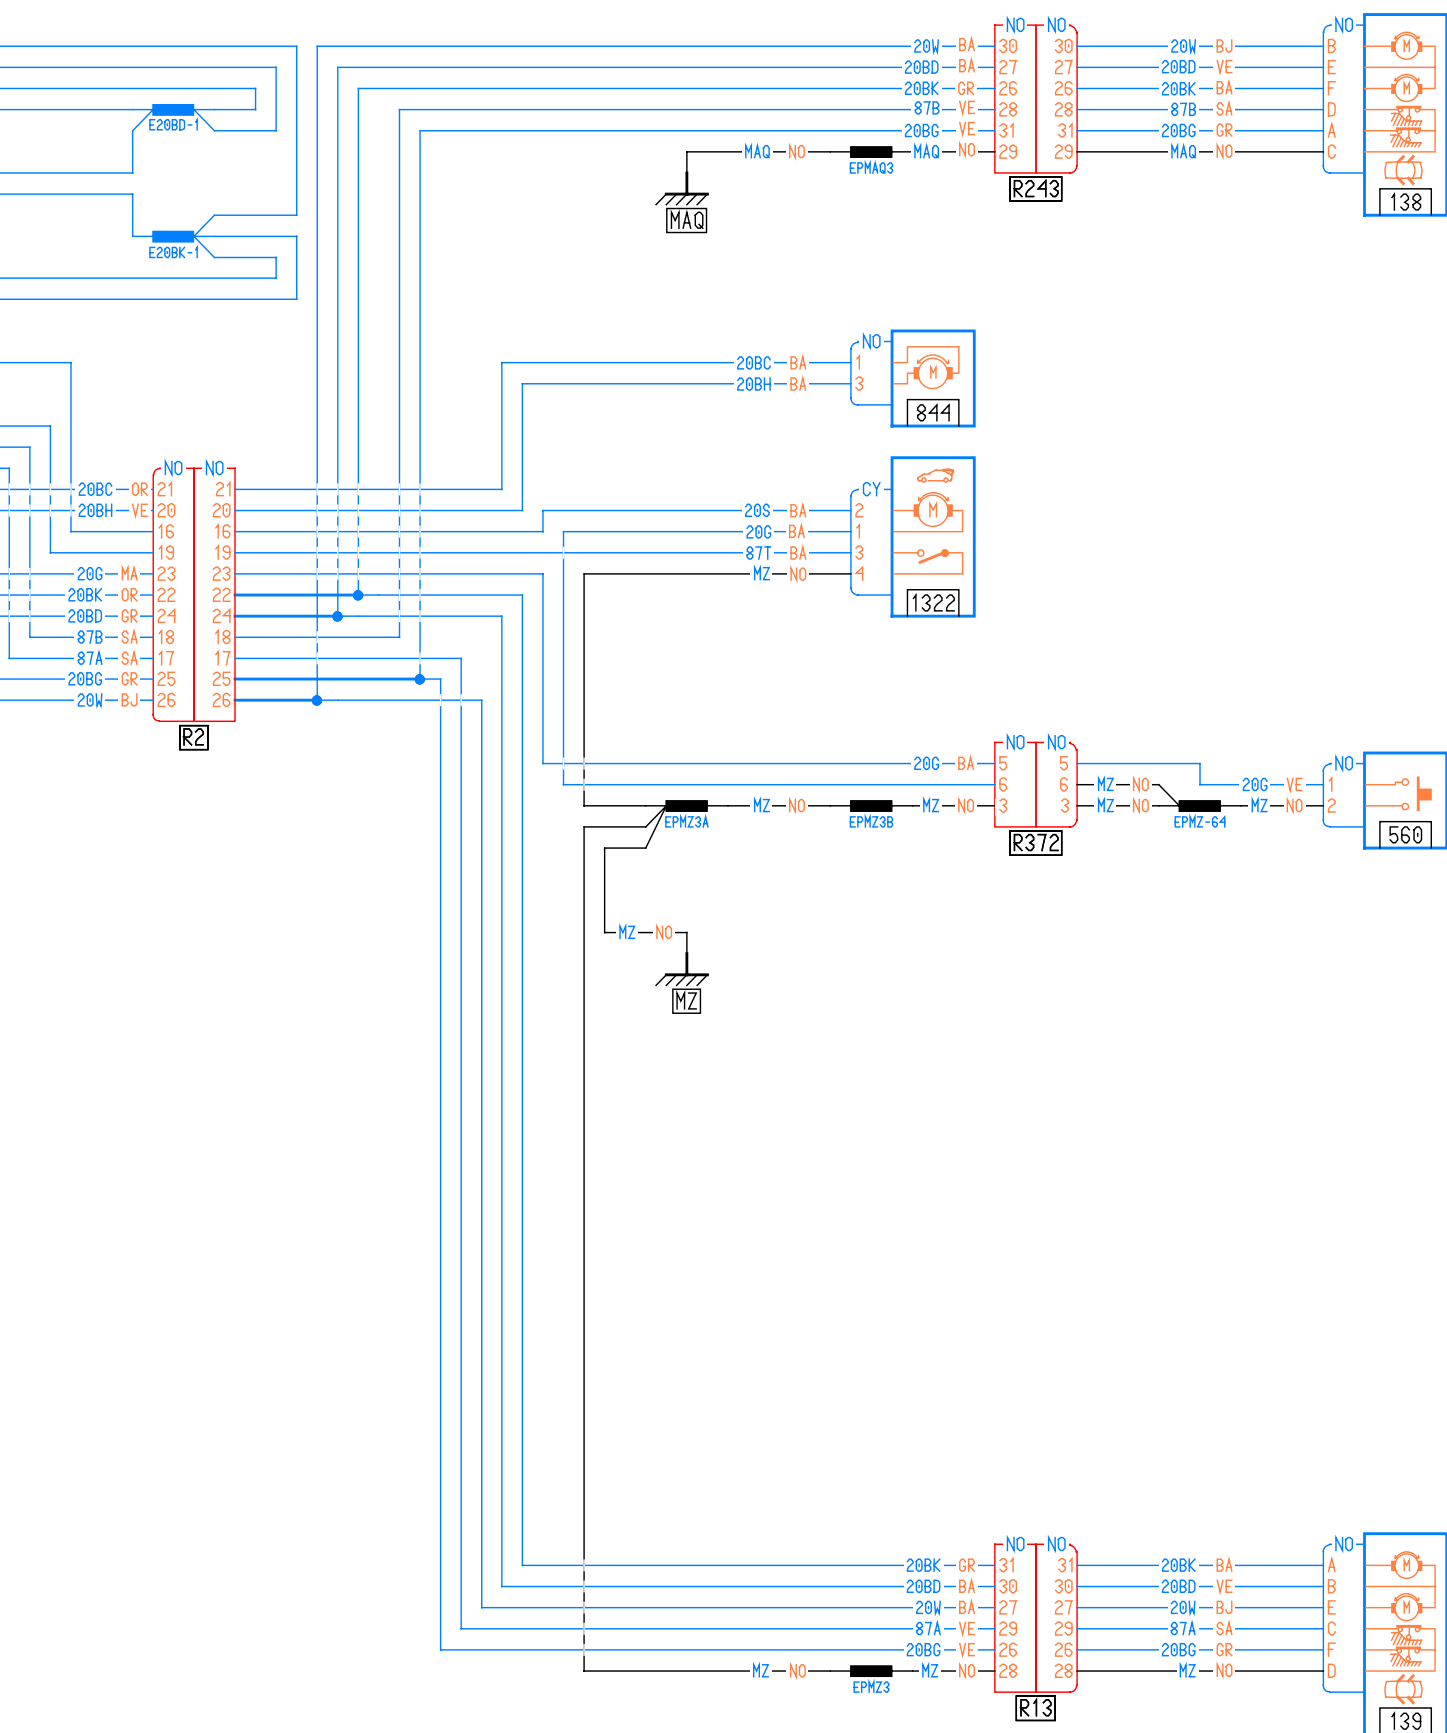 NO NO NO
20W BA 30 30 20W BJ B M
20BD BA 27 27 20BD VE E
20BK GR 26 26 20BK BA F M
87B VE 28 28 87B SA D
E20BD-1 20BG VE 31 31 20BG GR A
MAQ NO MAQ NO 29 29 MAQ NO C
EPMAQ3
R243 138
MAQ
E20BK-1
NO
20BC BA 1
20BH BA 3 M
844
NO NO
20BC OR 21 21 CY
20BH VE 20 20 20S BA 2 M
16 16 20G BA 1
19 19 87T BA 3
20G MA 23 23 MZ NO 4
20BK OR 22 22 1322
20BD GR 24 24
87B SA 18 18
87A SA 17 17
20BG GR 25 25
20W BJ 26 26
R2
NO NO NO
20G BA 5 5
6 6 MZ NO 20G VE 1
MZ NO MZ NO 3 3 MZ NO MZ NO 2
EPMZ3A EPMZ3B EPMZ-64
R372 560
MZ NO
MZ
NO NO NO
20BK GR 31 31 20BK BA A M
20BD BA 30 30 20BD VE B
20W BA 27 27 20W BJ E M
87A VE 29 29 87A SA C
20BG VE 26 26 20BG GR F
MZ NO MZ NO 28 28 MZ NO D
EPMZ3
R13 139